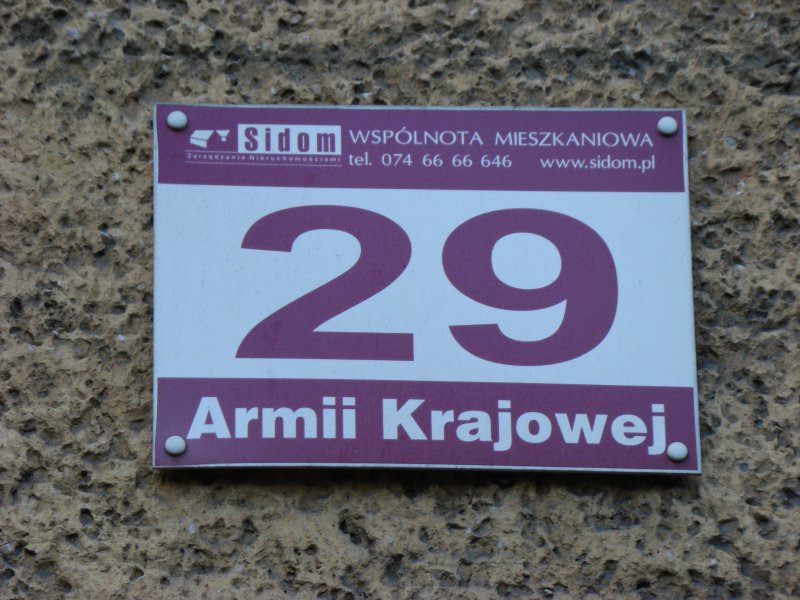 Sidom WSPÓLNOTA MIESZKANIOWA
Zarządzanie Nieruchomościami tel. 074 66 66 646 www.sidom.pl
29
Armii Krajowej